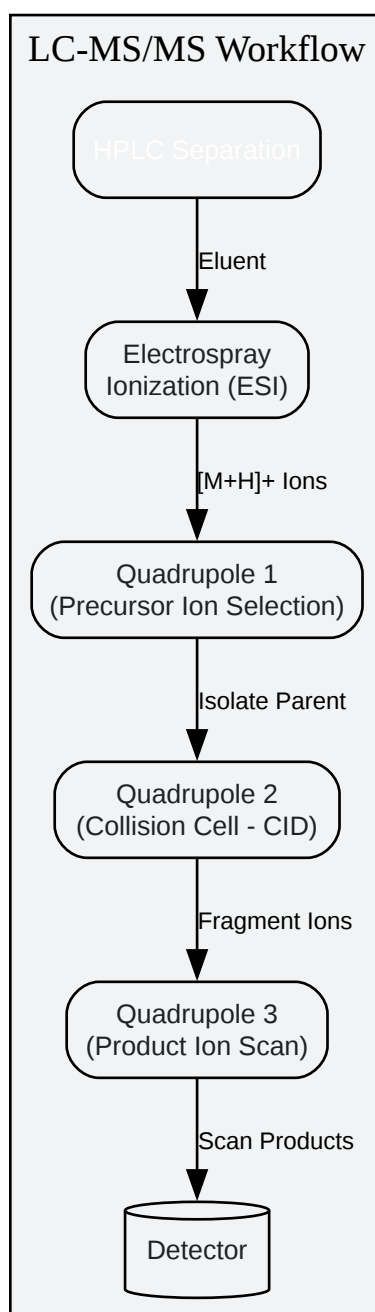 LC-MS/MS Workflow
HPLC Separation
Eluent
Electrospray
Ionization (ESI)
[M+H]+ Ions
Quadrupole 1
(Precursor Ion Selection)
Isolate Parent
Quadrupole 2
(Collision Cell - CID)
Fragment Ions
Quadrupole 3
(Product Ion Scan)
Scan Products
Detector